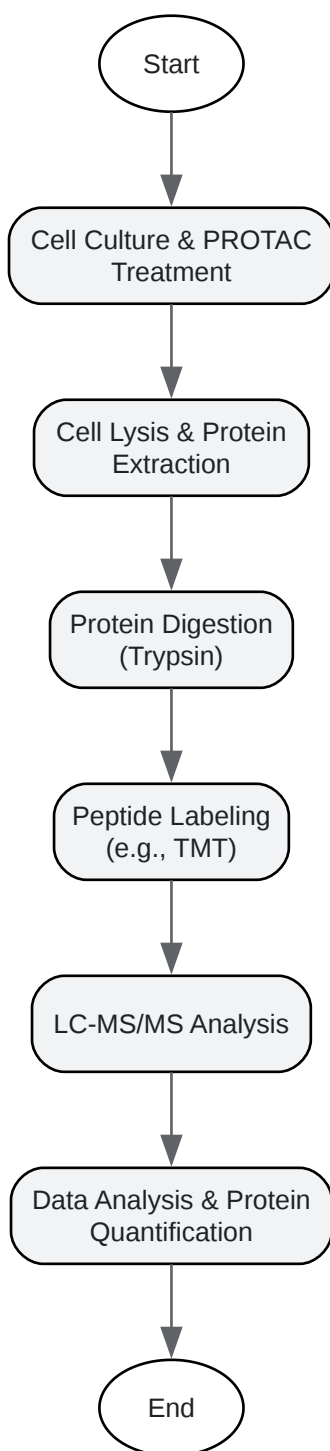 Start
Cell Culture & PROTAC
Treatment
Cell Lysis & Protein
Extraction
Protein Digestion
(Trypsin)
Peptide Labeling
(e.g., TMT)
LC-MS/MS Analysis
Data Analysis & Protein
Quantification
End